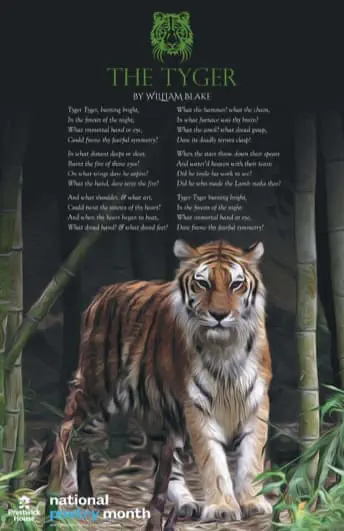 THE TYGER
BY WILLIAM BLAKE
Tyger Tyger, burning bright,
In the forests of the night,
What immortal hand or eye,
Could frame thy fearful symmetry?
In what distant deeps or skies,
Burnt the fire of thine eyes?
On what wings dare he aspire?
What the hand, dare seize the fire?
And what shoulder, & what art,
Could twist the sinews of thy heart?
And when thy heart began to beat,
What dread hand? & what dread feet?
What the hammer? what the chain,
In what furnace was thy brain?
What the anvil? what dread grasp,
Dare its deadly terrors clasp!
When the stars threw down their spears
And water'd heaven with their tears:
Did he smile his work to see?
Did he who made the Lamb make thee?
Tyger Tyger burning bright,
In the forests of the night:
What immortal hand or eye,
Dare frame thy fearful symmetry?
Prestwick
House
national
poetry month